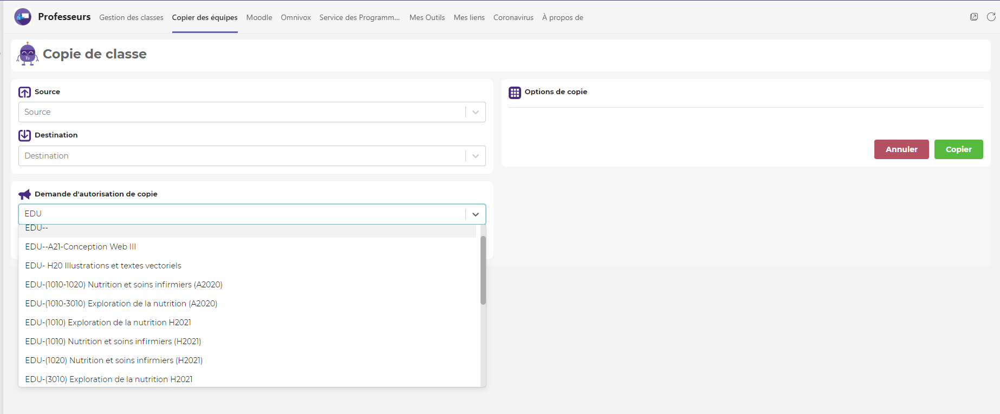 Professeurs Gestion des classes Copier des équipes Moodle Omnivox Service des Programm... Mes Outils Mes liens Coronavirus À propos de
Copie de classe
Source
Source
Destination
Destination
Options de copie
Annuler Copier
Demande d'autorisation de copie
EDU
EDU--
EDU--A21-Conception Web III
EDU- H20 Illustrations et textes vectoriels
EDU-(1010-1020) Nutrition et soins infirmiers (A2020)
EDU-(1010-3010) Exploration de la nutrition (A2020)
EDU-(1010) Exploration de la nutrition H2021
EDU-(1010) Nutrition et soins infirmiers (H2021)
EDU-(1020) Nutrition et soins infirmiers (H2021)
EDU-(3010) Exploration de la nutrition H2021